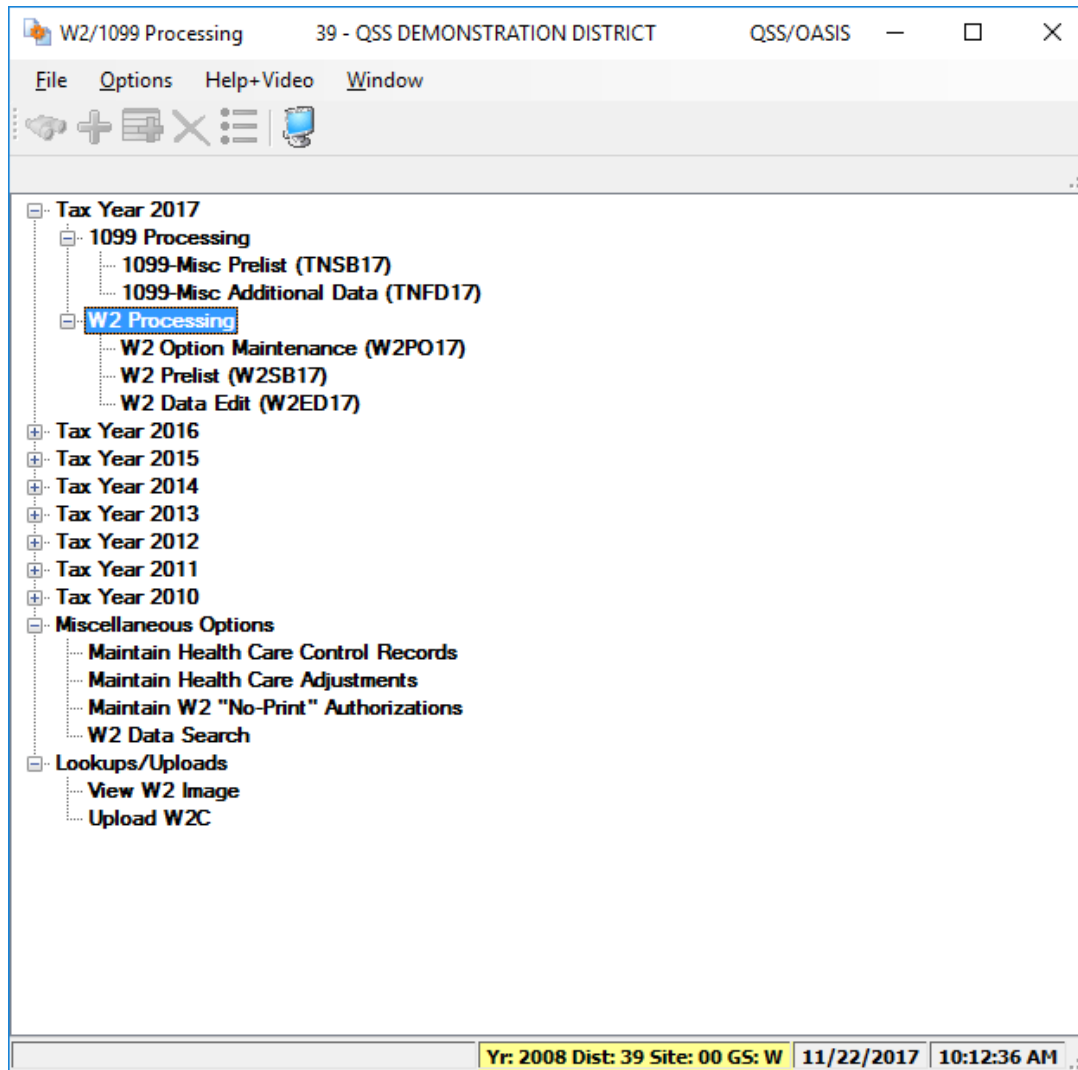 W2/1099 Processing 39 - QSS DEMONSTRATION DISTRICT QSS/OASIS
File Options Help+Video Window
Tax Year 2017
1099 Processing
1099-Misc Prelist (TNSB17)
1099-Misc Additional Data (TNFD17)
W2 Processing
W2 Option Maintenance (W2PO17)
W2 Prelist (W2SB17)
W2 Data Edit (W2ED17)
Tax Year 2016
Tax Year 2015
Tax Year 2014
Tax Year 2013
Tax Year 2012
Tax Year 2011
Tax Year 2010
Miscellaneous Options
Maintain Health Care Control Records
Maintain Health Care Adjustments
Maintain W2 "No-Print" Authorizations
W2 Data Search
Lookups/Uploads
View W2 Image
Upload W2C
Yr: 2008 Dist: 39 Site: 00 GS: W 11/22/2017 10:12:36 AM